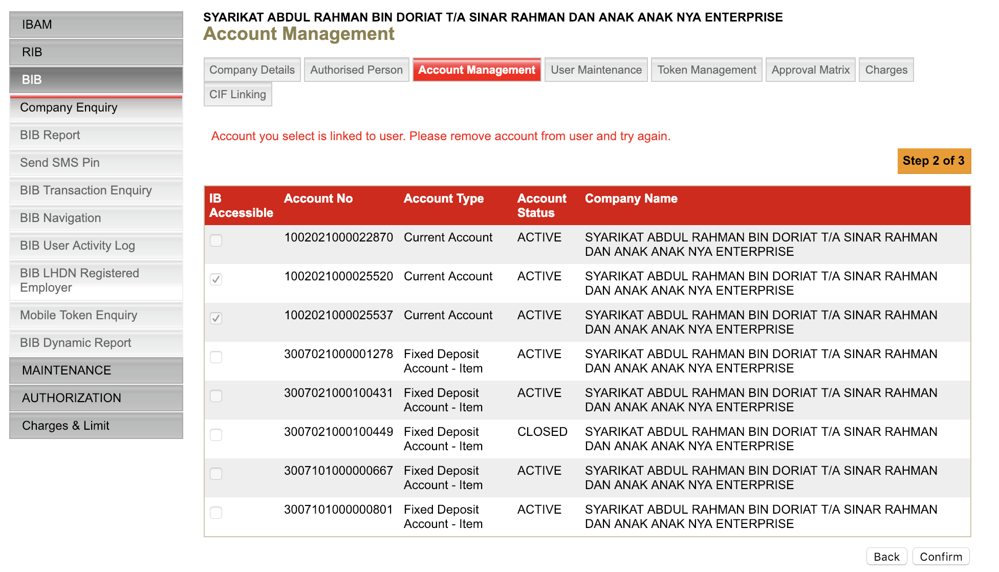 IBAM
RIB
BIB
Company Enquiry
BIB Report
Send SMS Pin
BIB Transaction Enquiry
BIB Navigation
BIB User Activity Log
BIB LHDN Registered
Employer
Mobile Token Enquiry
BIB Dynamic Report
MAINTENANCE
AUTHORIZATION
Charges & Limit
SYARIKAT ABDUL RAHMAN BIN DORIAT T/A SINAR RAHMAN DAN ANAK ANAK NYA ENTERPRISE
Account Management
Company Details Authorised Person Account Management User Maintenance Token Management Approval Matrix Charges
CIF Linking
Account you select is linked to user. Please remove account from user and try again.
Step 2 of 3
IB Account No Account Type Account Company Name
Accessible Status
1002021000022870 Current Account ACTIVE SYARIKAT ABDUL RAHMAN BIN DORIAT T/A SINAR RAHMAN
DAN ANAK ANAK NYA ENTERPRISE
1002021000025520 Current Account ACTIVE SYARIKAT ABDUL RAHMAN BIN DORIAT T/A SINAR RAHMAN
DAN ANAK ANAK NYA ENTERPRISE
1002021000025537 Current Account ACTIVE SYARIKAT ABDUL RAHMAN BIN DORIAT T/A SINAR RAHMAN
DAN ANAK ANAK NYA ENTERPRISE
3007021000001278 Fixed Deposit ACTIVE SYARIKAT ABDUL RAHMAN BIN DORIAT T/A SINAR RAHMAN
Account - Item DAN ANAK ANAK NYA ENTERPRISE
3007021000100431 Fixed Deposit ACTIVE SYARIKAT ABDUL RAHMAN BIN DORIAT T/A SINAR RAHMAN
Account - Item DAN ANAK ANAK NYA ENTERPRISE
3007021000100449 Fixed Deposit CLOSED SYARIKAT ABDUL RAHMAN BIN DORIAT T/A SINAR RAHMAN
Account - Item DAN ANAK ANAK NYA ENTERPRISE
3007101000000667 Fixed Deposit ACTIVE SYARIKAT ABDUL RAHMAN BIN DORIAT T/A SINAR RAHMAN
Account - Item DAN ANAK ANAK NYA ENTERPRISE
3007101000000801 Fixed Deposit ACTIVE SYARIKAT ABDUL RAHMAN BIN DORIAT T/A SINAR RAHMAN
Account - Item DAN ANAK ANAK NYA ENTERPRISE
Back Confirm